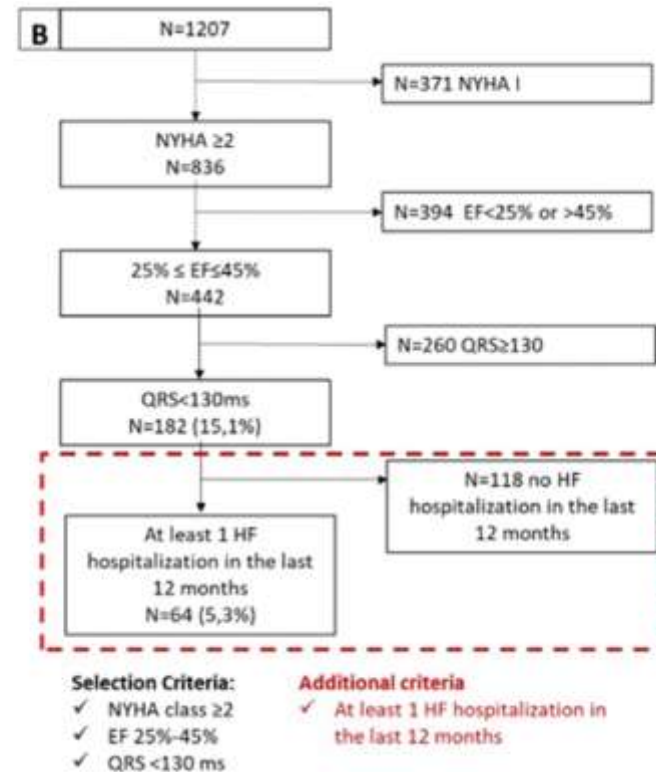 B
N=1207
N=371 NYHA I
NYHA ≥2
N=836
N=394 EF<25% or >45%
25% ≤ EF≤45%
N=442
N=260 QRS≥130
QRS<130ms
N=182 (15,1%)
N=118 no HF
hospitalization in the last
12 months
At least 1 HF
hospitalization in the last
12 months
N=64 (5,3%)
Selection Criteria:
✓ NYHA class ≥2
✓ EF 25%-45%
✓ QRS <130 ms
Additional criteria
✓ At least 1 HF hospitalization in
the last 12 months